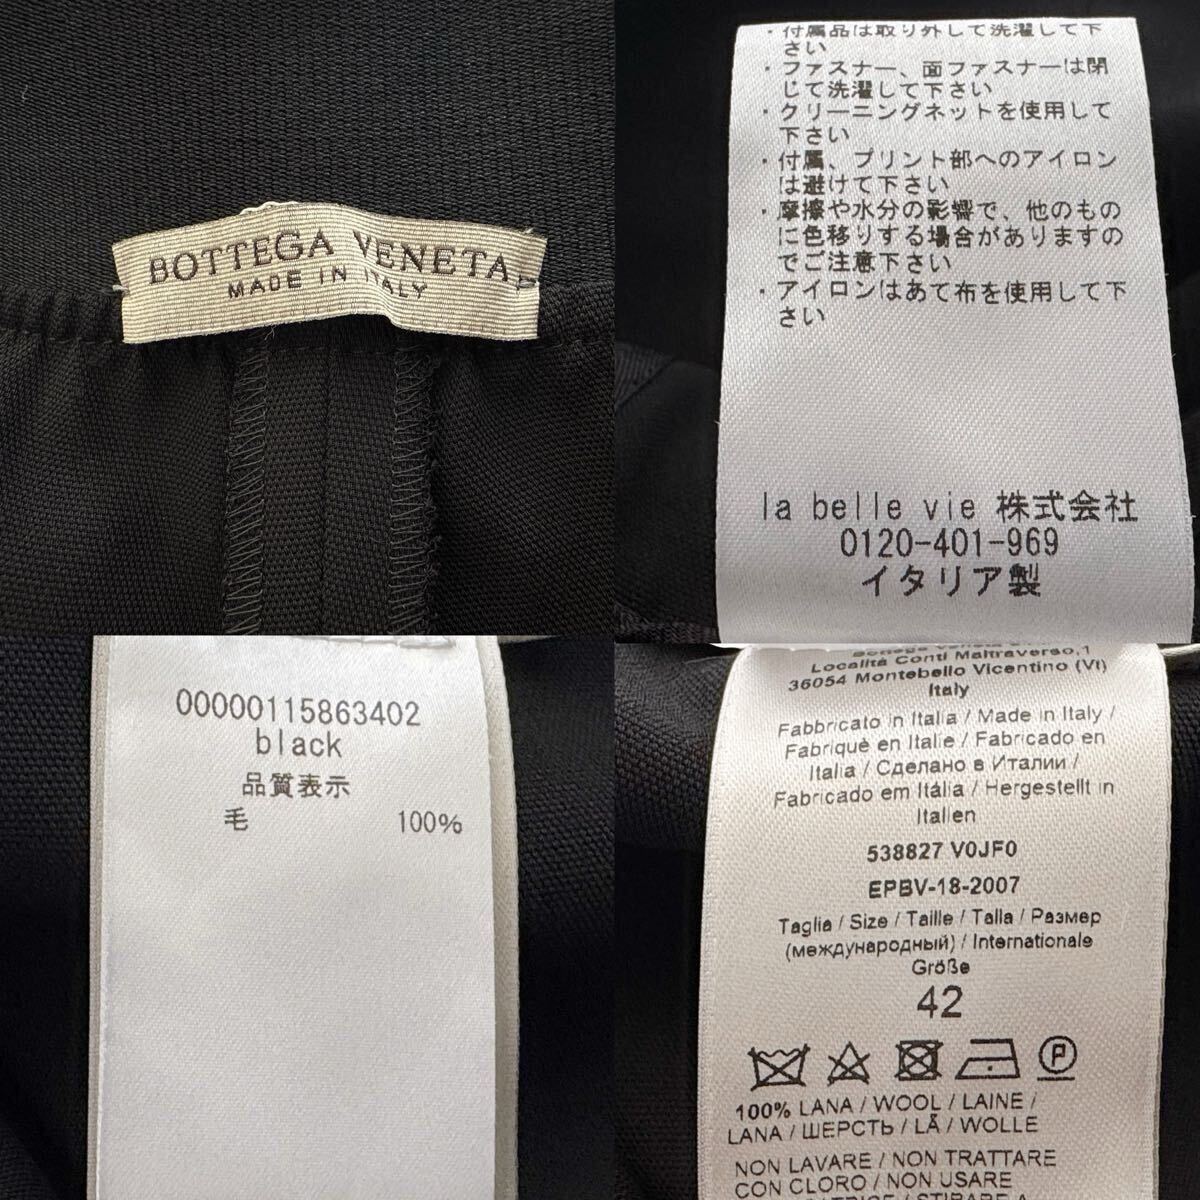 BOTTEGA VENETA
MADE IN ITALY
・付属品は取り外して洗濯して下
さい
・ファスナー、面ファスナーは閉
じて洗濯して下さい
・クリーニングネットを使用して
下さい
・付属、プリント部へのアイロン
は避けて下さい
・摩擦や水分の影響で、他のもの
に色移りする場合がありますの
でご注意下さい
・アイロンはあて布を使用して下
さい
la belle vie 株式会社
0120-401-969
イタリア製
00000115863402
black
品質表示
毛 100%
Località Conti Maltraverso,1
36054 Montebello Vicentino (VI)
Italy
Fabbricato in Italia / Made in Italy /
Fabriqué en Italie / Fabricado en
Italia / Сделано в Италии /
Fabricado em Itália / Hergestellt in
Italien
538827 V0JF0
EPBV-18-2007
Taglia / Size / Taille / Talla / Размер
(международный) / Internationale
Größe
42
P
100% LANA / WOOL / LAINE /
LANA / ШЕРСТЬ / LÃ / WOLLE
NON LAVARE / NON TRATTARE
CON CLORO / NON USARE